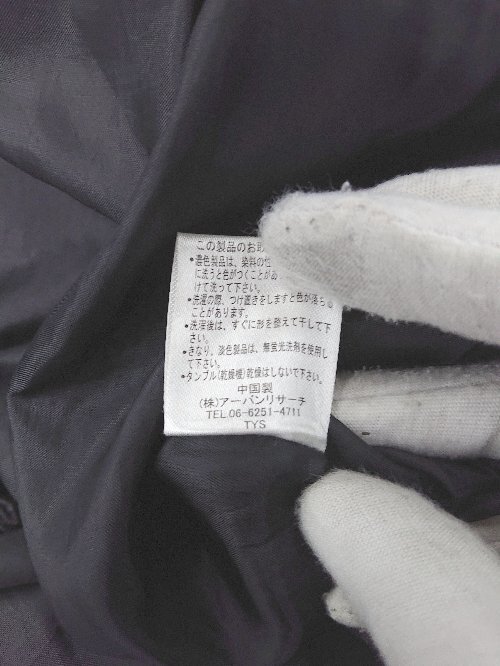 この製品のお取
・濃色製品は、染料の性
に洗うと色がつくことがあ
けて洗って下さい。
・洗濯の際、つけ置きをしますと色が落ちる
ことがあります。
・洗濯後は、すぐに形を整えて干して下
さい。
・きなり、淡色製品は、無蛍光洗剤を使用し
て下さい。
・タンブル(乾燥機)乾燥はしないで下さい。
中国製
(株)アーバンリサーチ
TEL.06-6251-4711
TYS